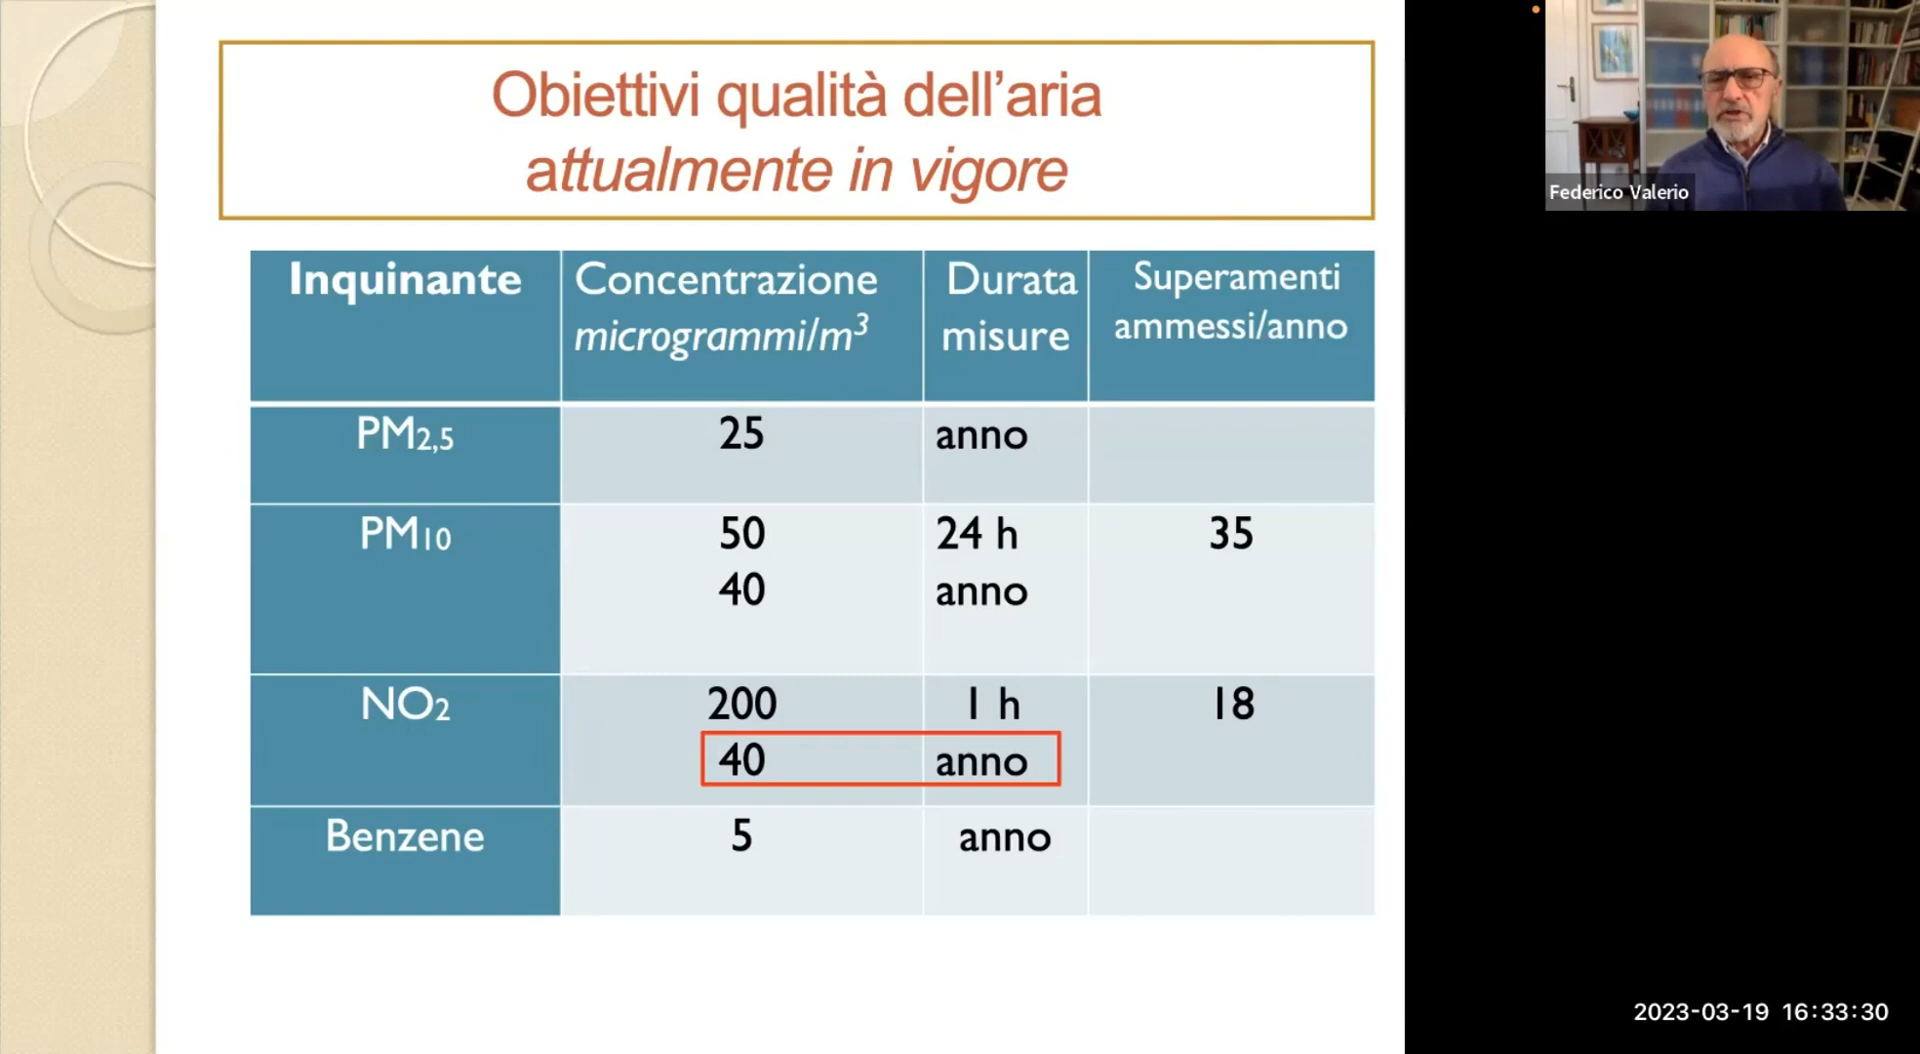 Obiettivi qualità dell’aria
attualmente in vigore
Inquinante
Concentrazione
microgrammi/m³
Durata
misure
Superamenti
ammessi/anno
PM2,5
25
anno
PM10
50
24 h
35
40
anno
NO2
200
1 h
18
40
anno
Benzene
5
anno
Federico Valerio
2023-03-19 16:33:30